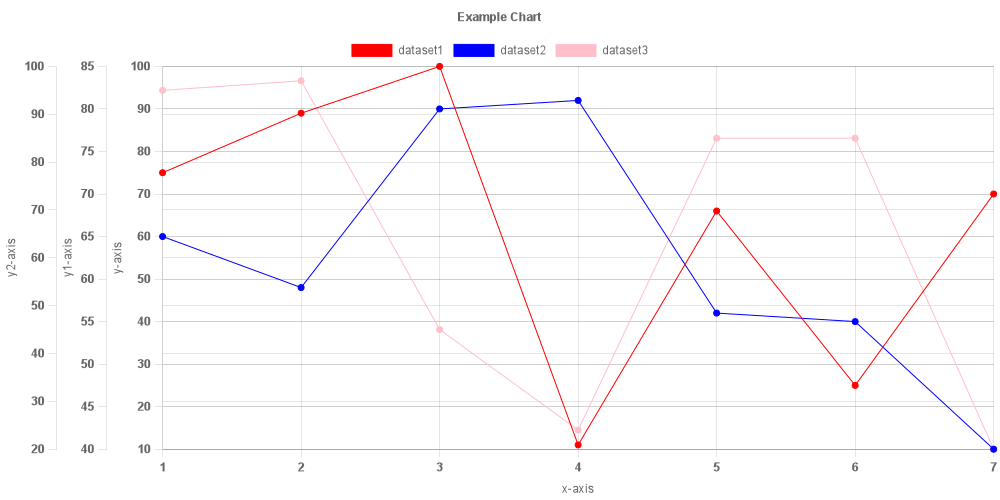 Example Chart
dataset1 dataset2 dataset3
100 85 100
90 80 90
80 75 80
70 70 70
60 65 60
50 60 50
40 55 40
30 50 30
20 45 20
40 10
y2-axis y1-axis y-axis
1 2 3 4 5 6 7
x-axis